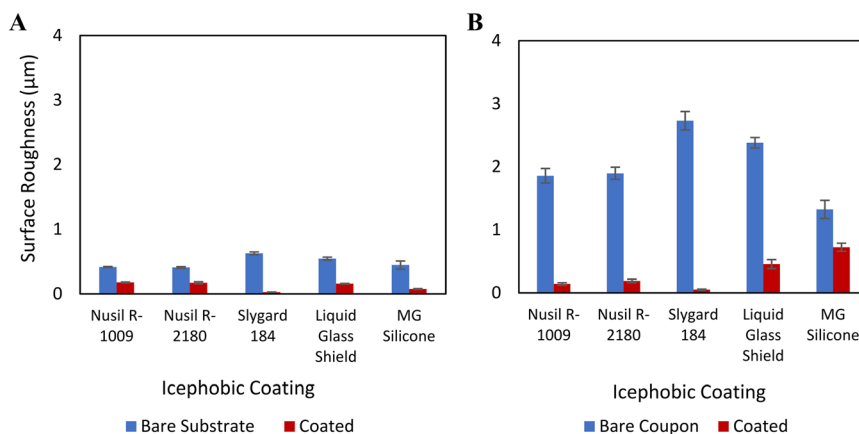 A
Surface Roughness (μm)
4
3
2
1
0
Nusil R-
1009
Nusil R-
2180
Slygard
184
Liquid
Glass
Shield
MG
Silicone
Icephobic Coating
Bare Substrate
Coated
B
4
3
2
1
0
Nusil R-
1009
Nusil R-
2180
Slygard
184
Liquid
Glass
Shield
MG
Silicone
Icephobic Coating
Bare Coupon
Coated